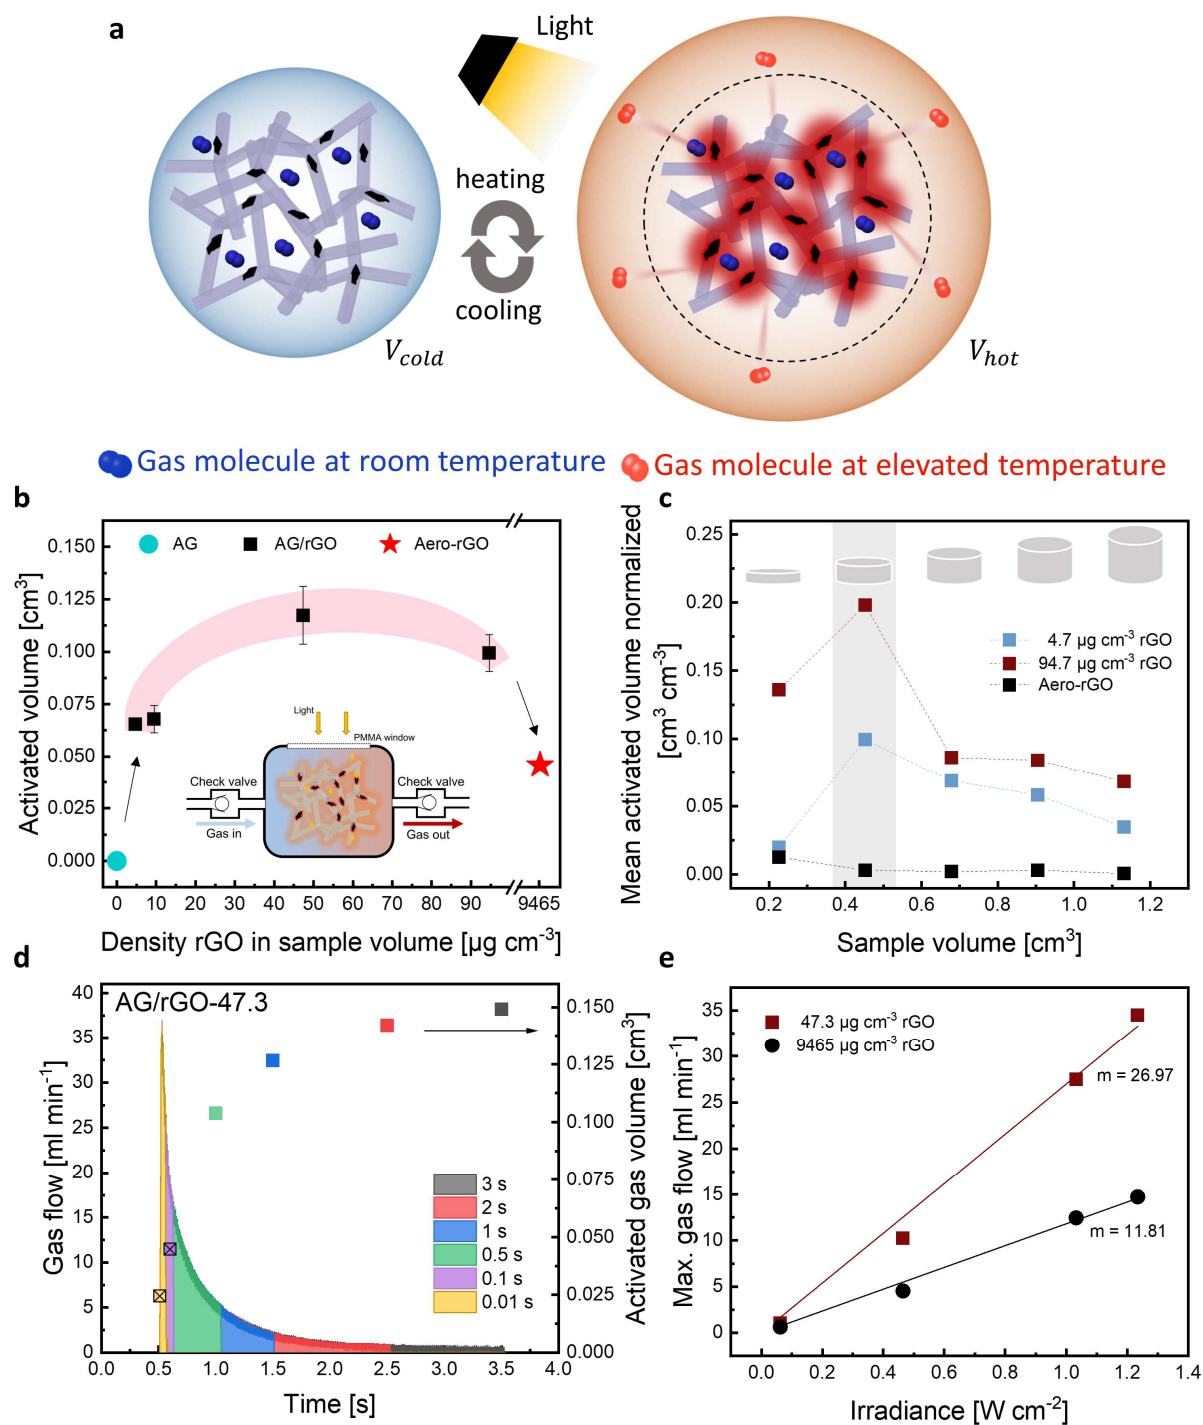 a
Light
heating
cooling
V_cold
V_hot
Gas molecule at room temperature
Gas molecule at elevated temperature
b
AG
AG/rGO
Aero-rGO
Activated volume [cm³]
0.150
0.125
0.100
0.075
0.050
0.025
0.000
Light
PMMA window
Check valve
Check valve
Gas in
Gas out
0 10 20 30 40 50 60 70 80 90 9465
Density rGO in sample volume [µg cm⁻³]
c
Mean activated volume normalized
[cm³ cm⁻³]
0.25
0.20
0.15
0.10
0.05
0.00
4.7 µg cm⁻³ rGO
94.7 µg cm⁻³ rGO
Aero-rGO
0.2 0.4 0.6 0.8 1.0 1.2
Sample volume [cm³]
d
AG/rGO-47.3
Gas flow [ml min⁻¹]
40
35
30
25
20
15
10
5
0
3 s
2 s
1 s
0.5 s
0.1 s
0.01 s
0.150
0.125
0.100
0.075
0.050
0.025
0.000
Activated gas volume [cm³]
0.0 0.5 1.0 1.5 2.0 2.5 3.0 3.5 4.0
Time [s]
e
Max. gas flow [ml min⁻¹]
35
30
25
20
15
10
5
0
47.3 µg cm⁻³ rGO
9465 µg cm⁻³ rGO
m = 26.97
m = 11.81
0.0 0.2 0.4 0.6 0.8 1.0 1.2 1.4
Irradiance [W cm⁻²]